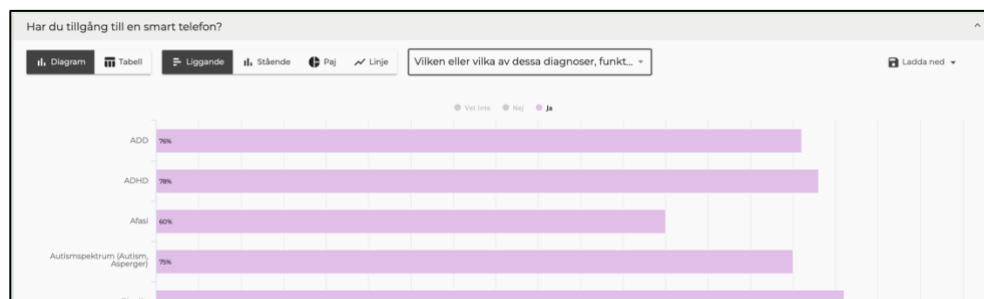 Har du tillgång till en smart telefon?
Diagram Tabell Liggande Stående Paj Linje Vilken eller vilka av dessa diagnoser, funkt... Ladda ned
Vet inte Nej Ja
ADD 76%
ADHD 78%
Afasi 60%
Autismspektrum (Autism,
Asperger) 75%